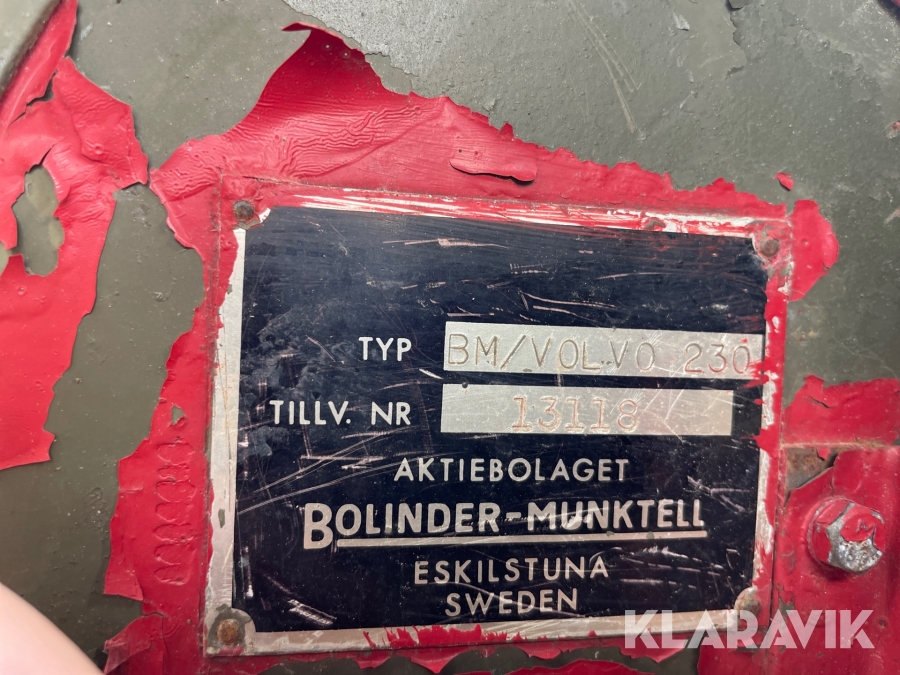 TYP BM/VOLVO 230
TILLV. NR 13118
AKTIEBOLAGET
BOLINDER-MUNKTELL
ESKILSTUNA
SWEDEN
KLARAVIK